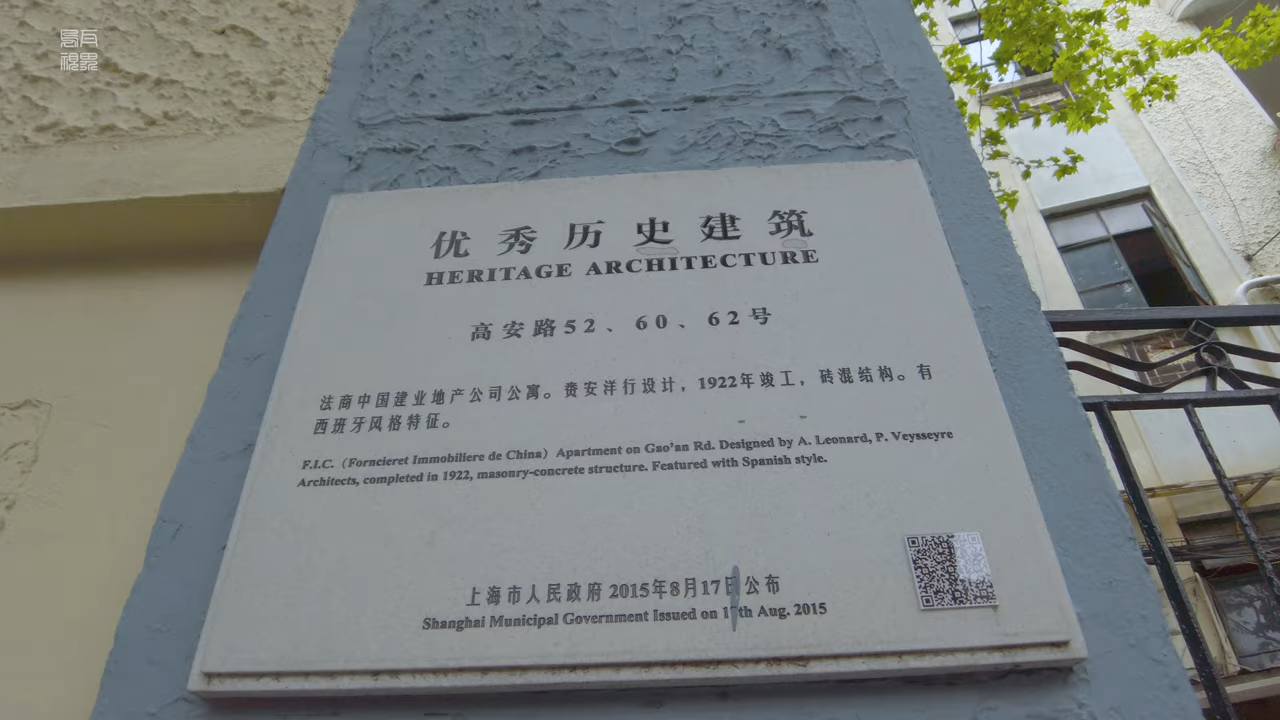 岛有
视界
优秀历史建筑
HERITAGE ARCHITECTURE
高安路52、60、62号
法商中国建业地产公司公寓。赉安洋行设计，1922年竣工，砖混结构。有
西班牙风格特征。
F.I.C.（Forncieret Immobiliere de China）Apartment on Gao'an Rd. Designed by A. Leonard, P. Veysseyre
Architects, completed in 1922, masonry-concrete structure. Featured with Spanish style.
上海市人民政府 2015年8月17日公布
Shanghai Municipal Government Issued on 17th Aug. 2015